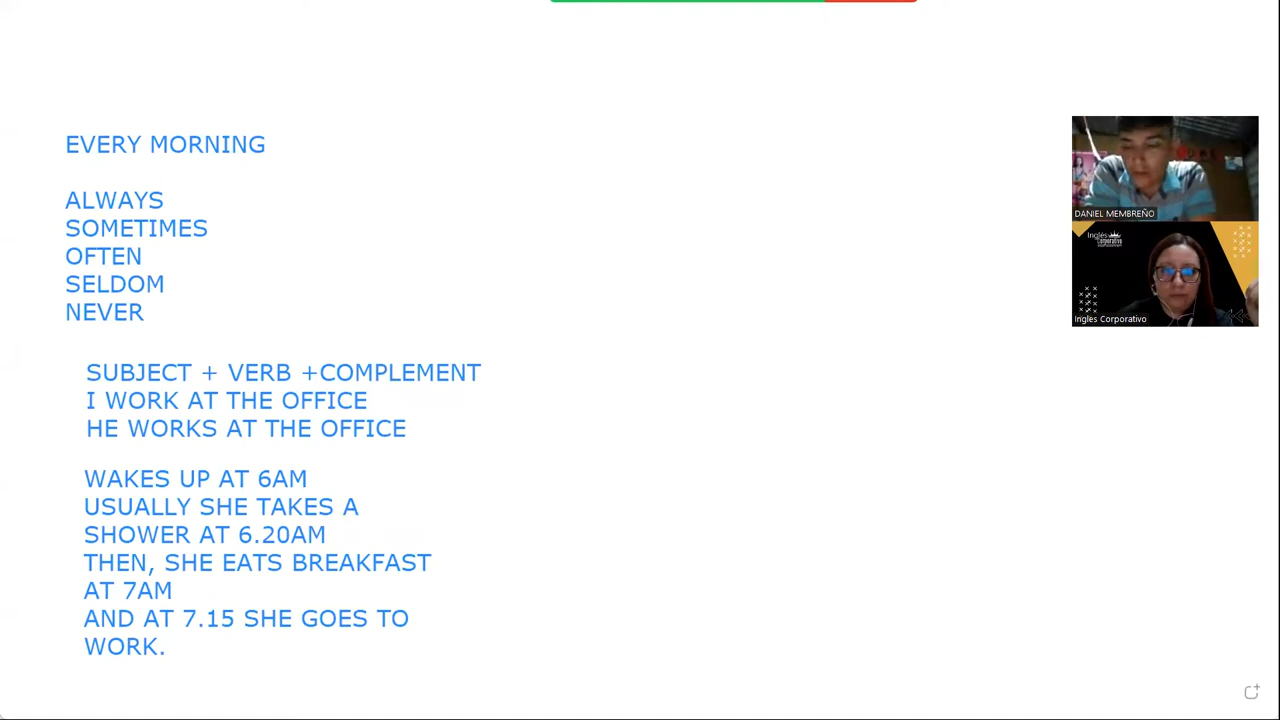 EVERY MORNING
ALWAYS
SOMETIMES
OFTEN
SELDOM
NEVER
SUBJECT + VERB +COMPLEMENT
I WORK AT THE OFFICE
HE WORKS AT THE OFFICE
WAKES UP AT 6AM
USUALLY SHE TAKES A
SHOWER AT 6.20AM
THEN, SHE EATS BREAKFAST
AT 7AM
AND AT 7.15 SHE GOES TO
WORK.
DANIEL MEMBREÑO
Inglés
Corporativo
Ingles Corporativo